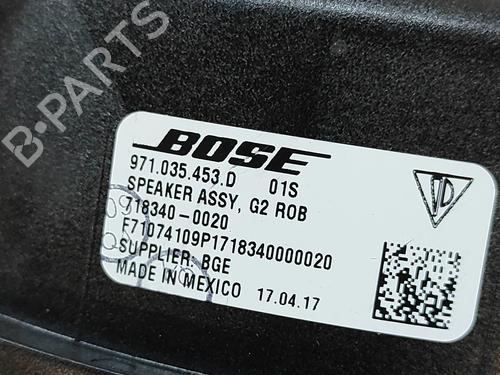 B-PARTS
BOSE
971.035.453.D 01S
SPEAKER ASSY, G2 ROB
718340-0020
F71074109P1718340000020
SUPPLIER: BGE
MADE IN MEXICO 17.04.17